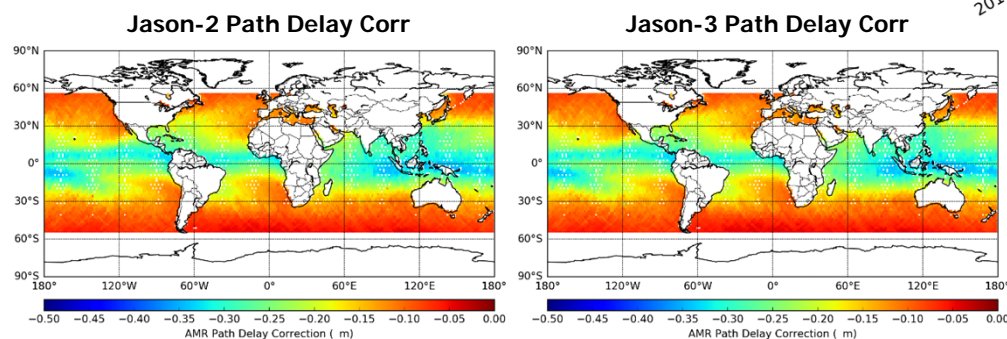 201
Jason-2 Path Delay Corr
90°N
60°N
30°N
0°
30°S
60°S
90°S
180° 120°W 60°W 0° 60°E 120°E 180°
−0.50 −0.45 −0.40 −0.35 −0.30 −0.25 −0.20 −0.15 −0.10 −0.05 0.00
AMR Path Delay Correction ( m)
Jason-3 Path Delay Corr
90°N
60°N
30°N
0°
30°S
60°S
90°S
180° 120°W 60°W 0° 60°E 120°E 180°
−0.50 −0.45 −0.40 −0.35 −0.30 −0.25 −0.20 −0.15 −0.10 −0.05 0.00
AMR Path Delay Correction ( m)